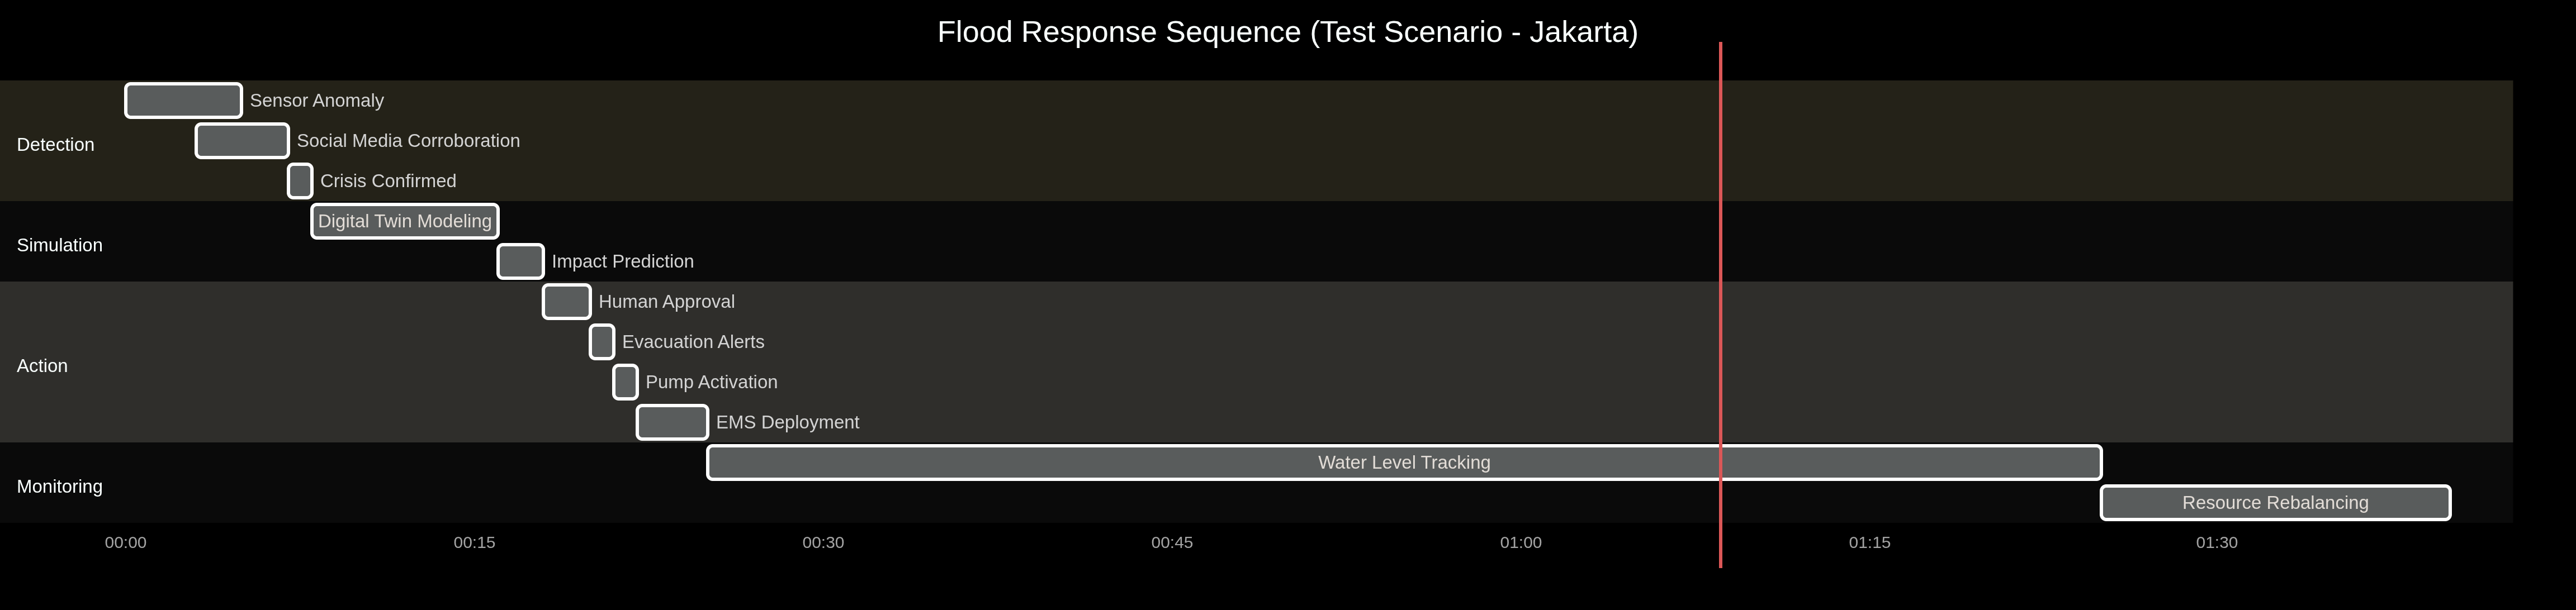 Flood Response Sequence (Test Scenario - Jakarta)
Detection
Sensor Anomaly
Social Media Corroboration
Crisis Confirmed
Simulation
Digital Twin Modeling
Impact Prediction
Action
Human Approval
Evacuation Alerts
Pump Activation
EMS Deployment
Monitoring
Water Level Tracking
Resource Rebalancing
00:00 00:15 00:30 00:45 01:00 01:15 01:30